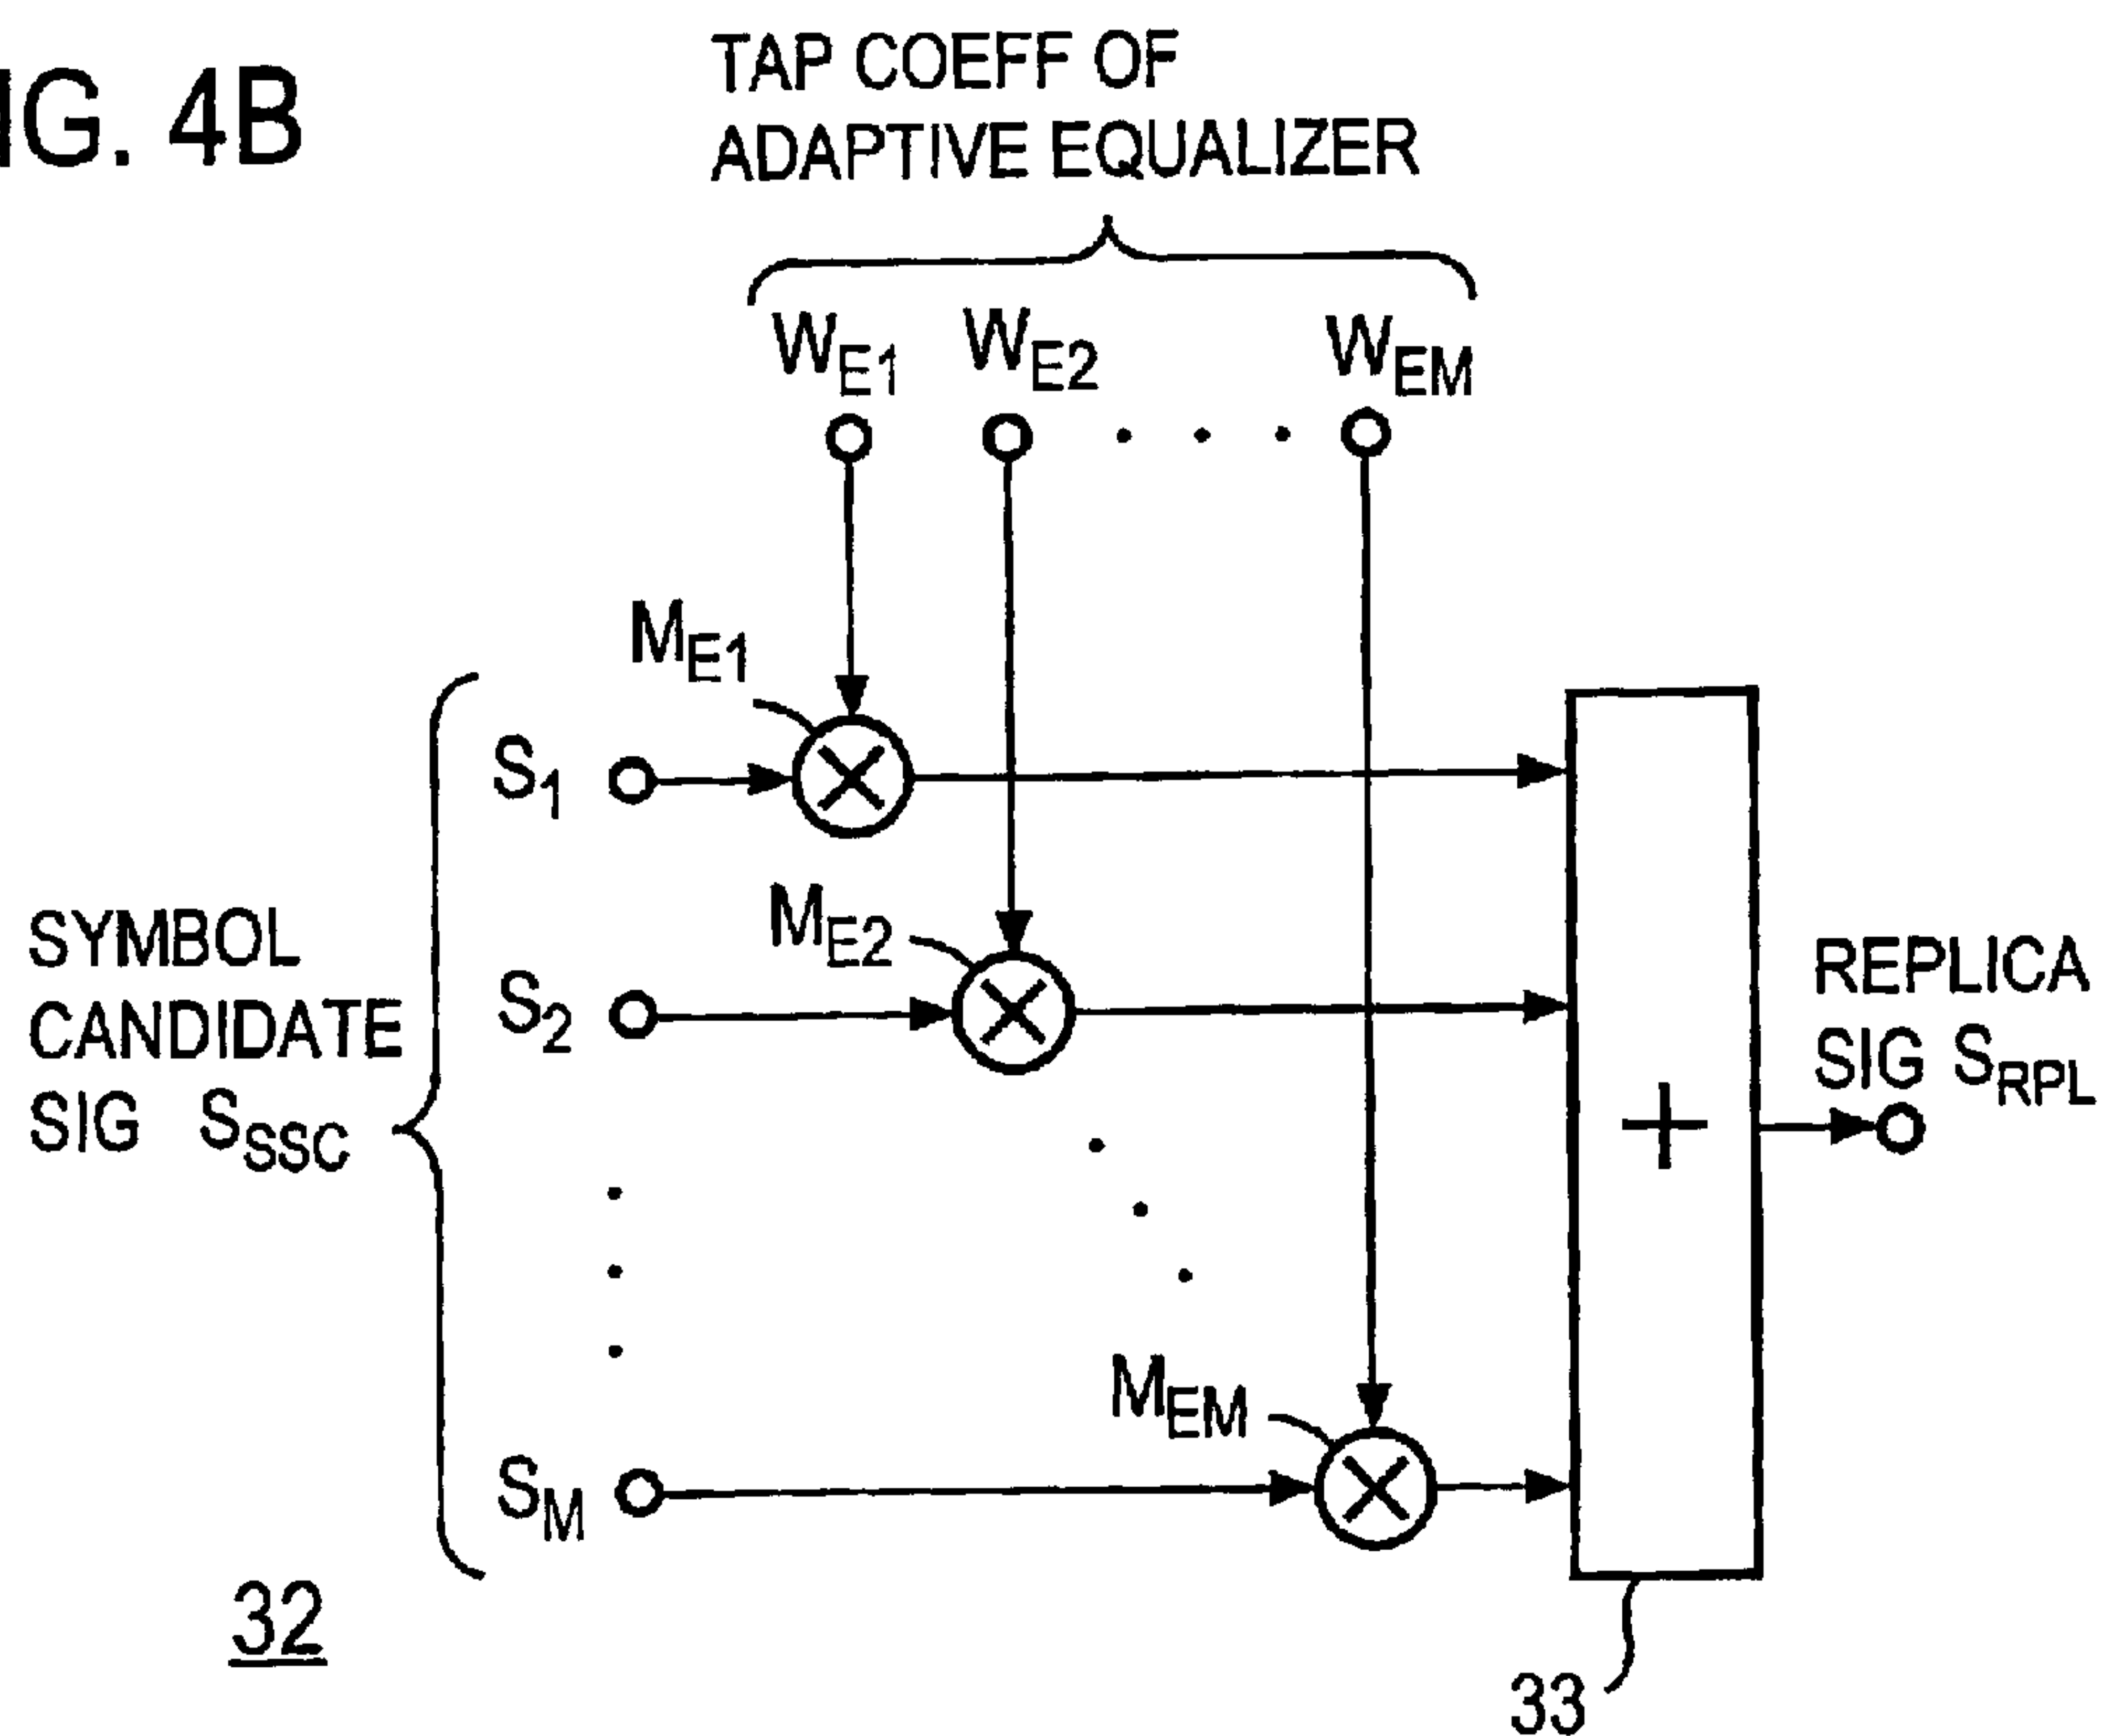 IG. 4B
TAP COEFF OF
ADAPTIVE EQUALIZER
WE1 WE2 WEM
ME1
S1
ME2
S2
SYMBOL
CANDIDATE
SIG SSSC
+
REPLICA
SIG SRPL
MEM
SM
32
33